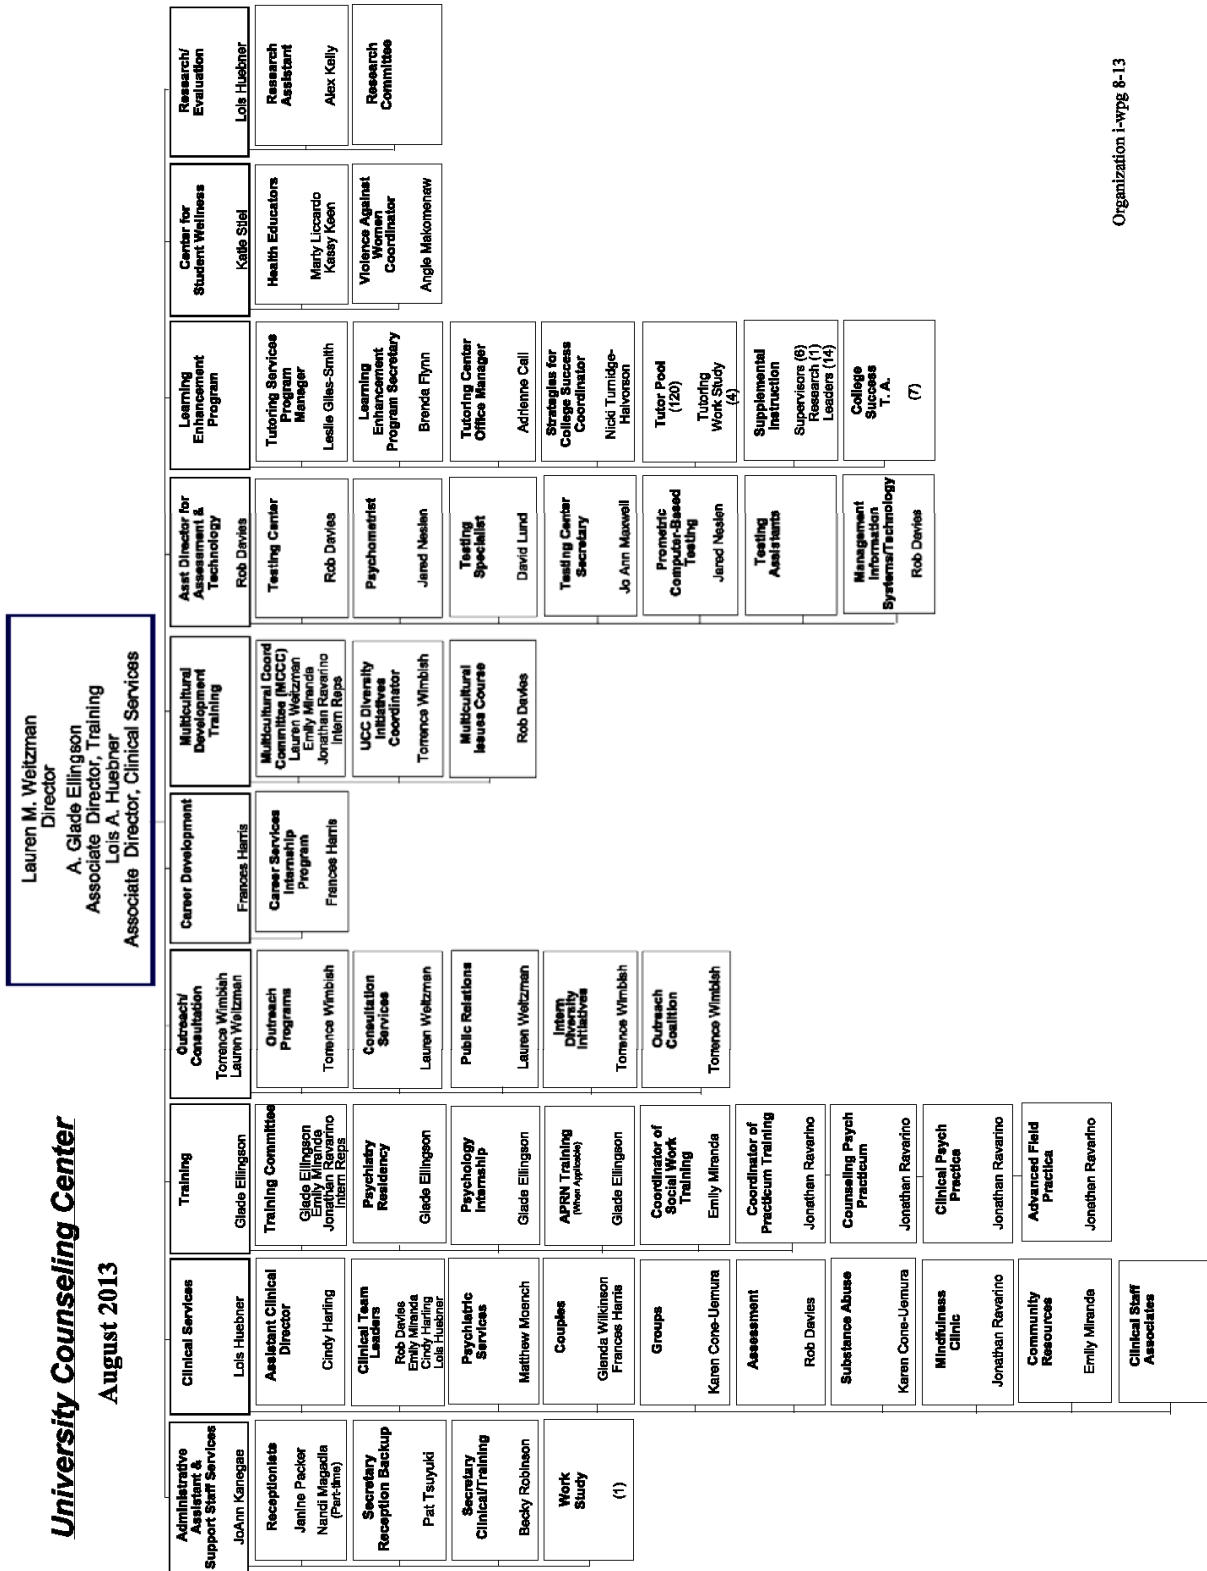 University Counseling Center
August 2013
Lauren M. Weitzman
Director
A. Glade Ellingson
Associate Director, Training
Lois A. Huebner
Associate Director, Clinical Services
Administrative
Assistant &
Support Staff Services
JoAnn Kanegae
Receptionists
Janine Packer
Nandi Magadla
(Part-time)
Secretary
Reception Backup
Pat Tsuyuki
Secretary
Clinical/Training
Becky Robinson
Work
Study
(1)
Clinical Services
Lois Huebner
Assistant Clinical
Director
Cindy Harling
Clinical Team
Leaders
Rob Davies
Emily Miranda
Cindy Harling
Lois Huebner
Psychiatric
Services
Matthew Moench
Couples
Glenda Wilkinson
Frances Harris
Groups
Karen Cone-Uemura
Assessment
Rob Davies
Substance Abuse
Karen Cone-Uemura
Mindfulness
Clinic
Jonathan Ravarino
Community
Resources
Emily Miranda
Clinical Staff
Associates
Training
Glade Ellingson
Training Committee
Glade Ellingson
Emily Miranda
Jonathan Ravarino
Intern Reps
Psychiatry
Residency
Glade Ellingson
Psychology
Internship
Glade Ellingson
APRN Training
(When Applicable)
Glade Ellingson
Coordinator of
Social Work
Training
Emily Miranda
Coordinator of
Practicum Training
Jonathan Ravarino
Counseling Psych
Practicum
Jonathan Ravarino
Clinical Psych
Practica
Jonathan Ravarino
Advanced Field
Practica
Jonathan Ravarino
Outreach/
Consultation
Torrence Wimbish
Lauren Weitzman
Outreach
Programs
Torrence Wimbish
Consultation
Services
Lauren Weitzman
Public Relations
Lauren Weitzman
Intern
Diversity
Initiatives
Torrence Wimbish
Outreach
Coalition
Torrence Wimbish
Career Development
Frances Harris
Career Services
Internship
Program
Frances Harris
Multicultural
Development
Training
Multicultural Coord
Committee (MCCC)
Lauren Weitzman
Emily Miranda
Jonathan Ravarino
Intern Reps
UCC Diversity
Initiatives
Coordinator
Torrence Wimbish
Multicultural
Issues Course
Rob Davies
Asst Director for
Assessment &
Technology
Rob Davies
Testing Center
Rob Davies
Psychometrist
Jared Nesien
Testing
Specialist
David Lund
Testing Center
Secretary
Jo Ann Maxwell
Prometric
Computer-Based
Testing
Jared Nesien
Testing
Assistants
Management
Information
Systems/Technology
Rob Davies
Learning
Enhancement
Program
Tutoring Services
Program
Manager
Leslie Giles-Smith
Learning
Enhancement
Program Secretary
Brenda Flynn
Tutoring Center
Office Manager
Adrienne Call
Strategies for
College Success
Coordinator
Nicki Turnidge-
Halvorson
Tutor Pool
(120)
Tutoring
Work Study
(4)
Supplemental
Instruction
Supervisors (6)
Research (1)
Leaders (14)
College
Success
T. A.
(7)
Center for
Student Wellness
Katie Stiel
Health Educators
Marty Liccardo
Kassy Keen
Violence Against
Women
Coordinator
Angie Makomenaw
Research/
Evaluation
Lois Huebner
Research
Assistant
Alex Kelly
Research
Committee
Organization i-wpg 8-13